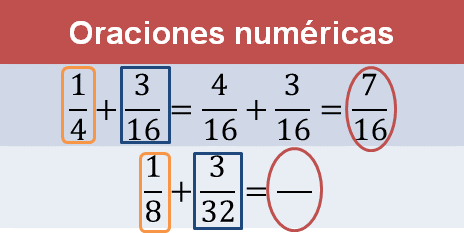 Oraciones numéricas
1/4 + 3/16 = 4/16 + 3/16 = 7/16
1/8 + 3/32 = —